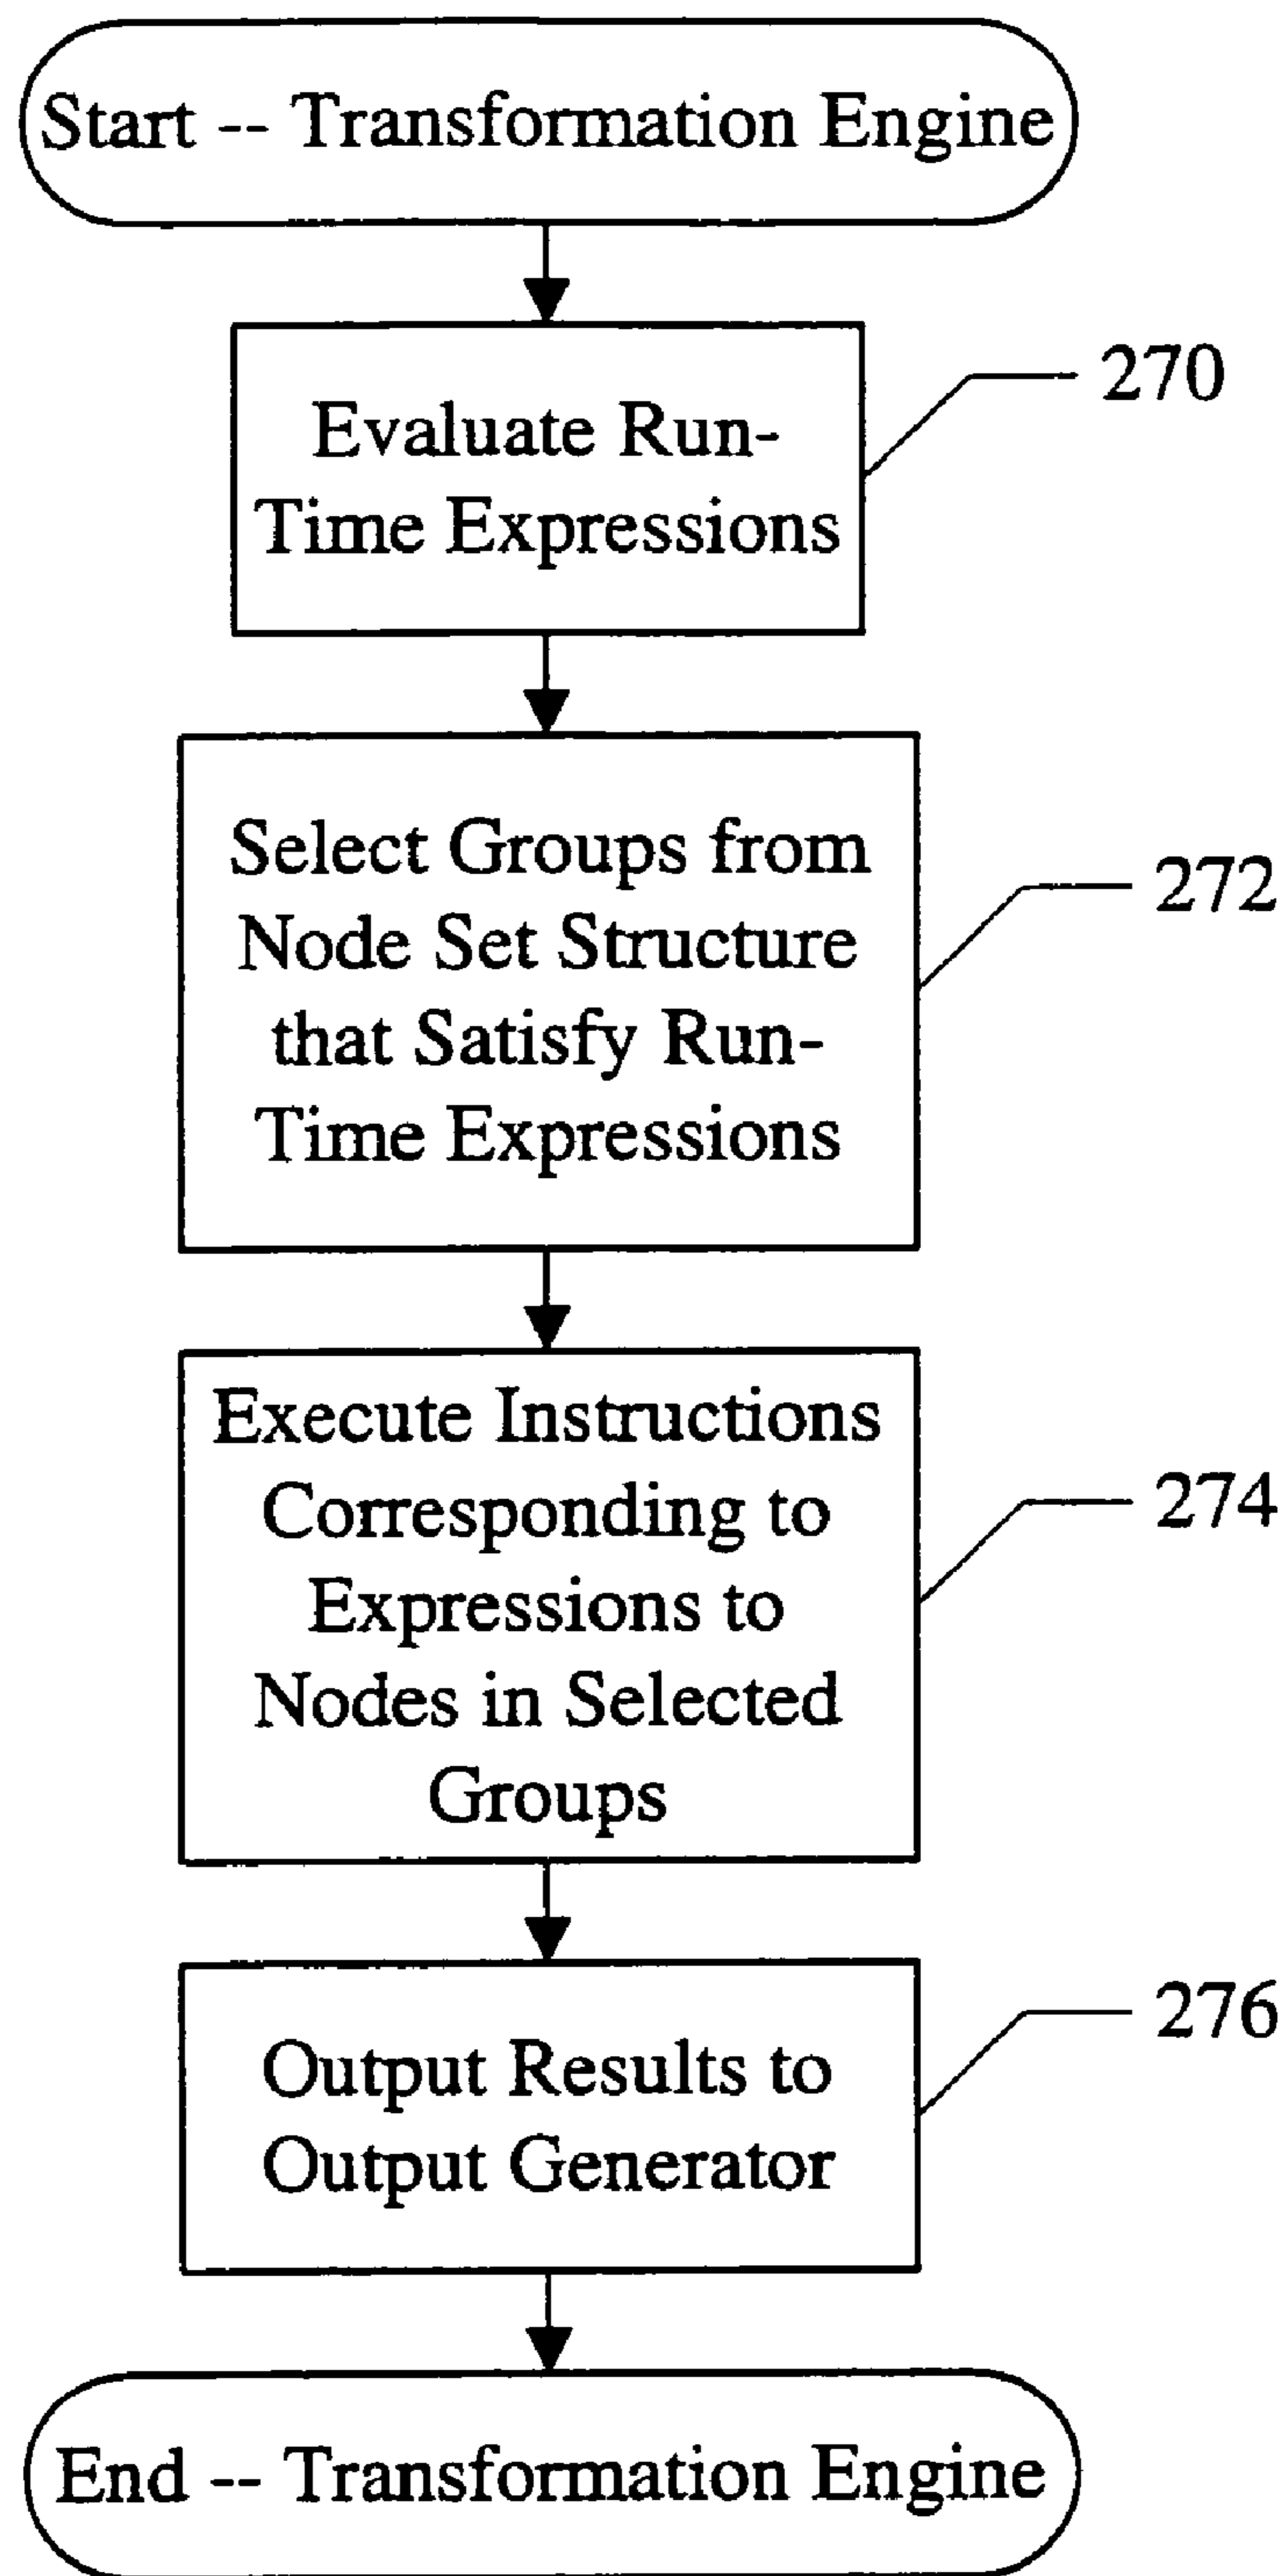 Start -- Transformation Engine
Evaluate Run-
Time Expressions
270
Select Groups from
Node Set Structure
that Satisfy Run-
Time Expressions
272
Execute Instructions
Corresponding to
Expressions to
Nodes in Selected
Groups
274
Output Results to
Output Generator
276
End -- Transformation Engine